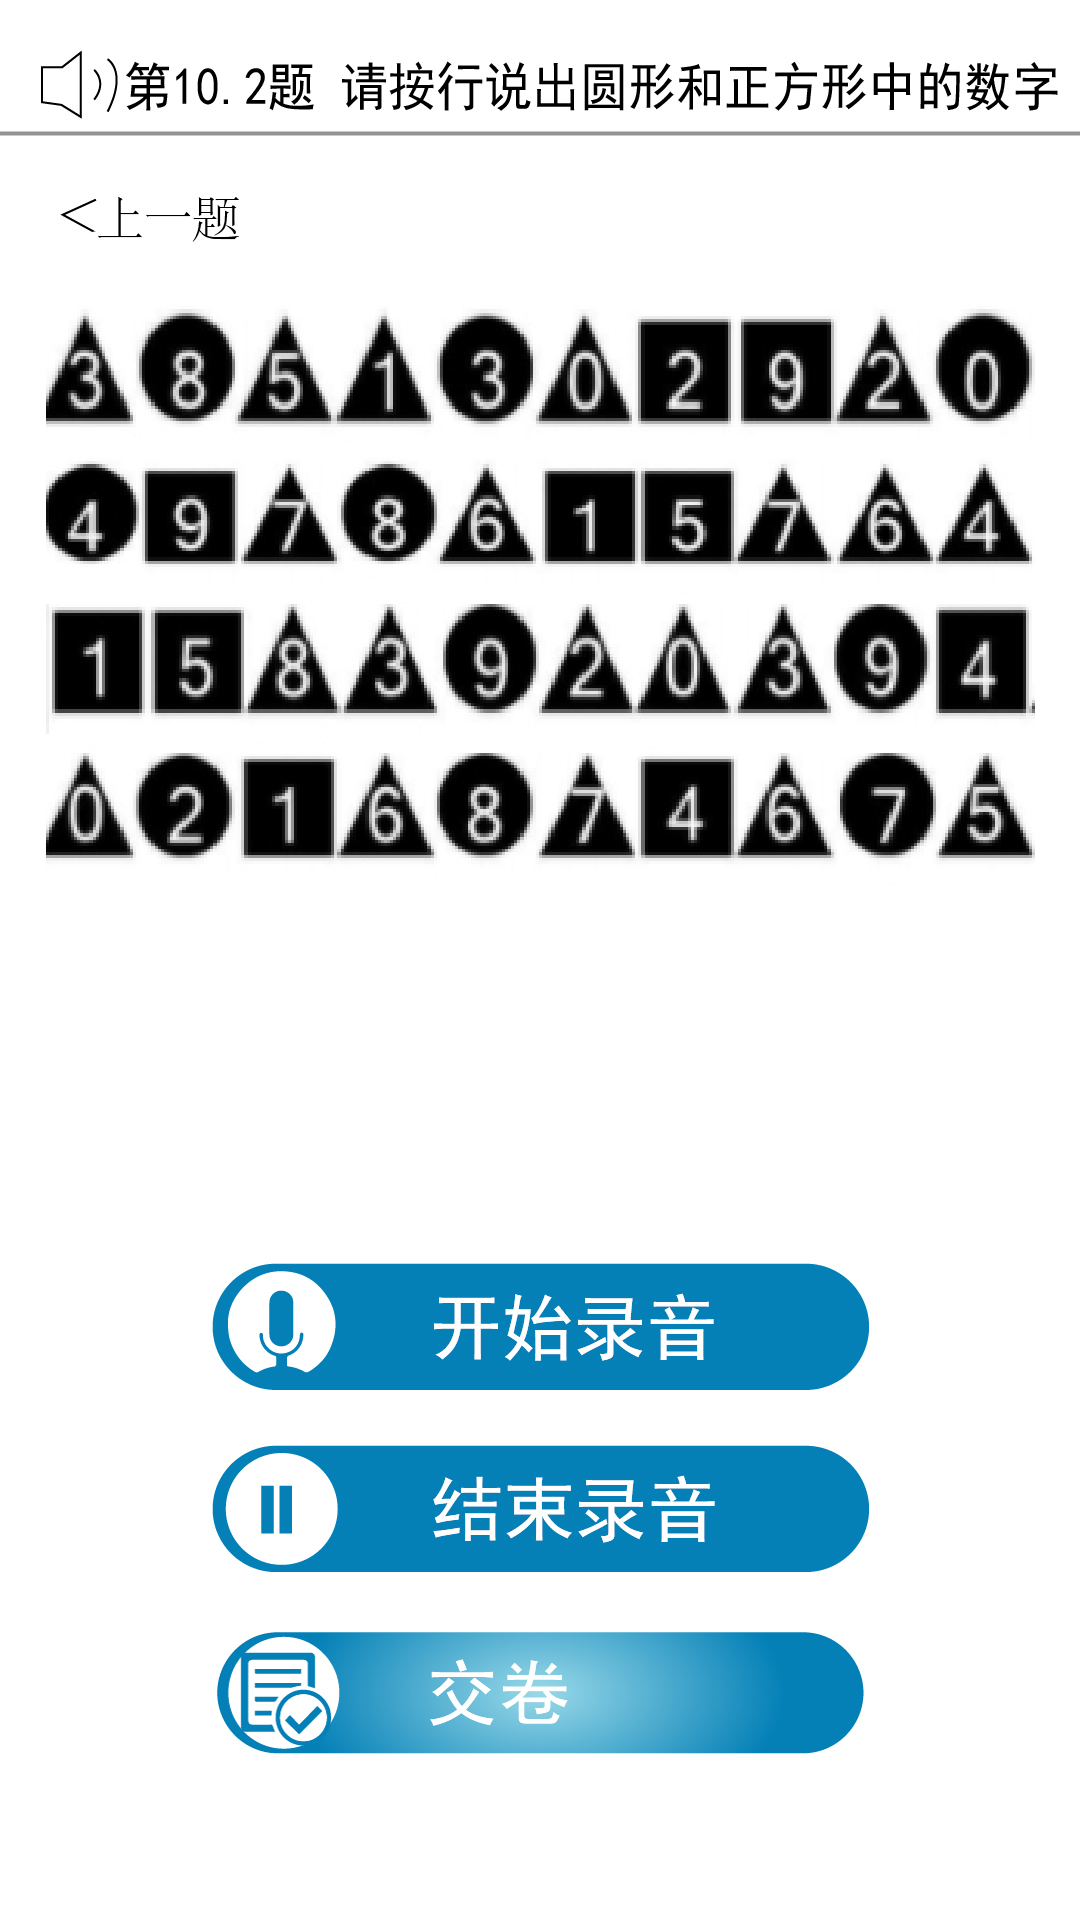 第10.2题 请按行说出圆形和正方形中的数字
<上一题
3 8 5 1 3 0 2 9 2 0
4 9 7 8 6 1 5 7 6 4
1 5 8 3 9 2 0 3 9 4
0 2 1 6 8 7 4 6 7 5
开始录音
结束录音
交卷